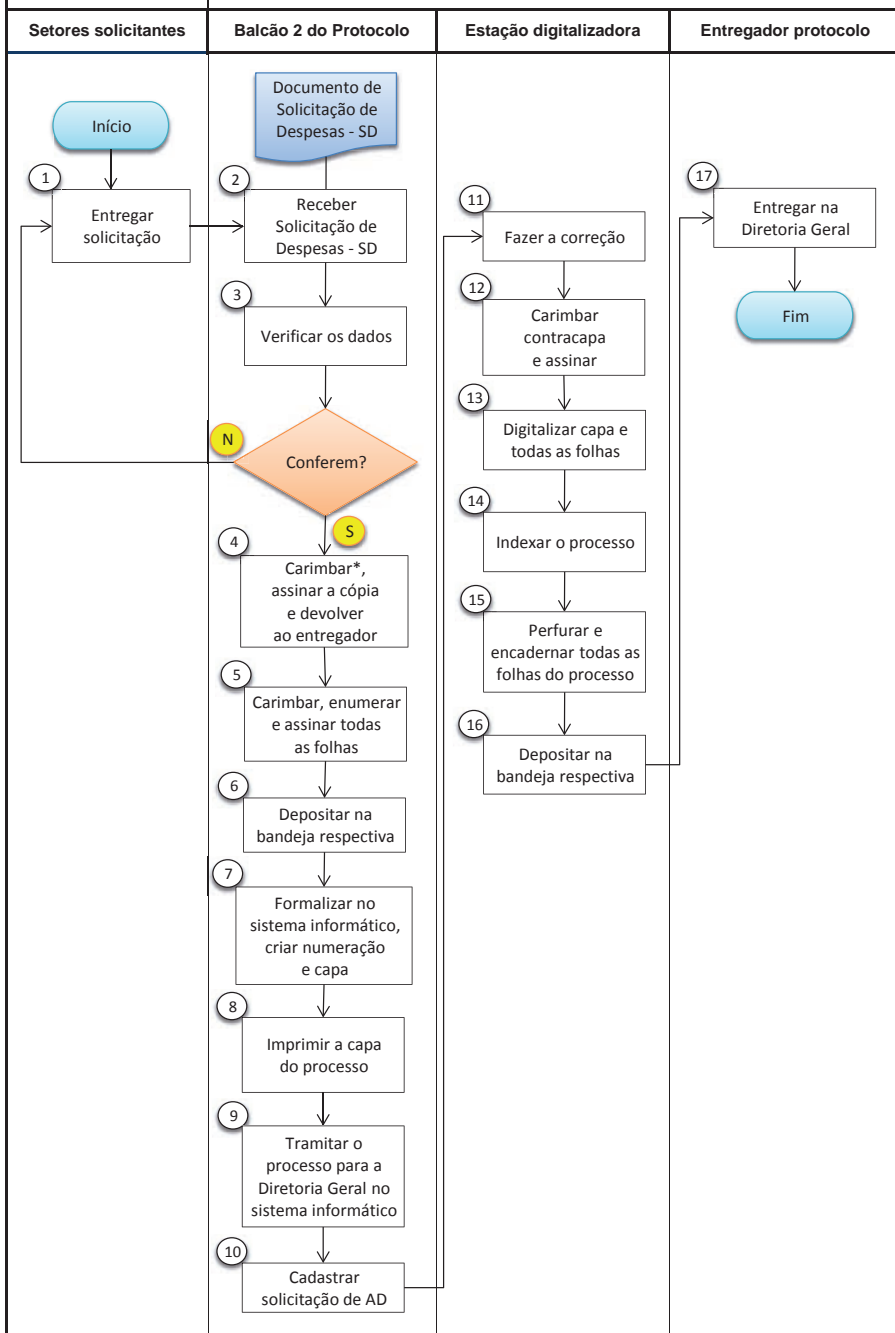 Setores solicitantes
Balcão 2 do Protocolo
Estação digitalizadora
Entregador protocolo
Início
1
Entregar
solicitação
Documento de
Solicitação de
Despesas - SD
2
Receber
Solicitação de
Despesas - SD
3
Verificar os dados
Conferem?
N
S
4
Carimbar*,
assinar a cópia
e devolver
ao entregador
5
Carimbar, enumerar
e assinar todas
as folhas
6
Depositar na
bandeja respectiva
7
Formalizar no
sistema informático,
criar numeração
e capa
8
Imprimir a capa
do processo
9
Tramitar o
processo para a
Diretoria Geral no
sistema informático
10
Cadastrar
solicitação de AD
11
Fazer a correção
12
Carimbar
contracapa
e assinar
13
Digitalizar capa e
todas as folhas
14
Indexar o processo
15
Perfurar e
encadernar todas as
folhas do processo
16
Depositar na
bandeja respectiva
17
Entregar na
Diretoria Geral
Fim